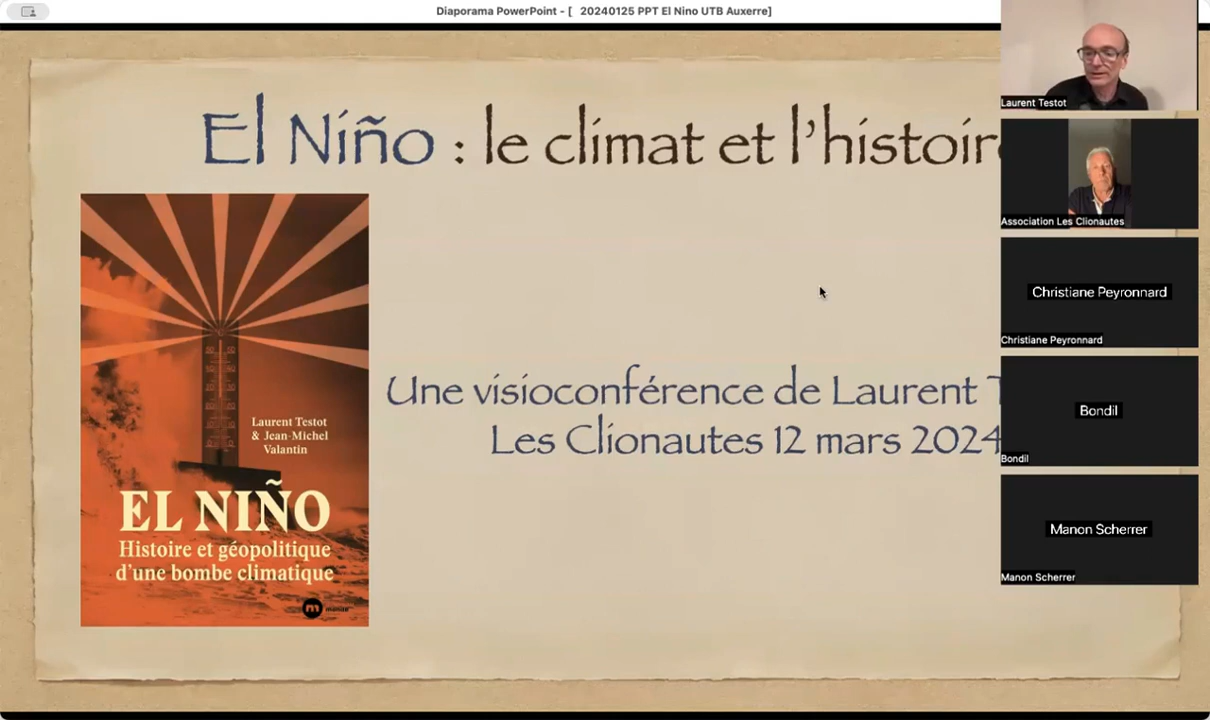 Diaporama PowerPoint - [ 20240125 PPT El Nino UTB Auxerre]
El Niño : le climat et l'histoire
Laurent Testot
& Jean-Michel
Valantin
EL NIÑO
Histoire et géopolitique
d'une bombe climatique
Une visioconférence de Laurent T
Les Clionautes 12 mars 2024
Laurent Testot
Association Les Clionautes
Christiane Peyronnard
Christiane Peyronnard
Bondil
Bondil
Manon Scherrer
Manon Scherrer